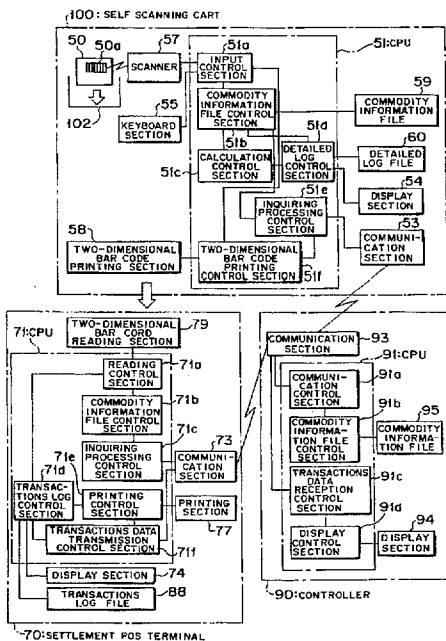 100: SELF SCANNING CART
50
50a
57
SCANNER
51a
INPUT CONTROL SECTION
51:CPU
59
COMMODITY INFORMATION FILE
102
55
KEYBOARD SECTION
COMMODITY INFORMATION FILE CONTROL SECTION
51b
51d
60
DETAILED LOG FILE
51c
CALCULATION CONTROL SECTION
DETAILED LOG CONTROL SECTION
54
DISPLAY SECTION
51e
INQUIRING PROCESSING CONTROL SECTION
53
COMMUNICATION SECTION
58
TWO-DIMENSIONAL BAR CODE PRINTING SECTION
TWO-DIMENSIONAL BAR CODE PRINTING CONTROL SECTION
51f
71:CPU
TWO-DIMENSIONAL BAR CORD READING SECTION
79
READING CONTROL SECTION
71a
COMMODITY INFORMATION FILE CONTROL SECTION
71b
INQUIRING PROCESSING CONTROL SECTION
71c
73
COMMUNICATION SECTION
71d
TRANSACTIONS LOG CONTROL SECTION
71e
PRINTING CONTROL SECTION
PRINTING SECTION
77
TRANSACTIONS DATA TRANSMISSION CONTROL SECTION
71f
DISPLAY SECTION
74
TRANSACTIONS LOG FILE
88
70: SETTLEMENT POS TERMINAL
COMMUNICATION SECTION
93
91:CPU
COMMUNICATION CONTROL SECTION
91a
COMMODITY INFORMATION FILE CONTROL SECTION
91b
95
COMMODITY INFORMATION FILE
TRANSACTIONS DATA RECEPTION CONTROL SECTION
91c
DISPLAY CONTROL SECTION
91d
94
DISPLAY SECTION
90: CONTROLLER